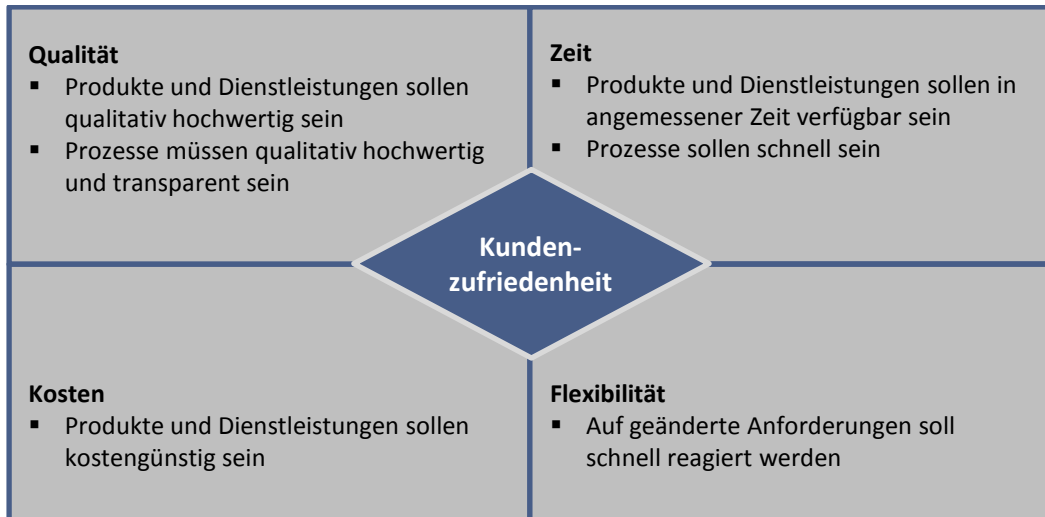 Qualität
▪ Produkte und Dienstleistungen sollen
qualitativ hochwertig sein
▪ Prozesse müssen qualitativ hochwertig
und transparent sein
Zeit
▪ Produkte und Dienstleistungen sollen in
angemessener Zeit verfügbar sein
▪ Prozesse sollen schnell sein
Kunden-
zufriedenheit
Kosten
▪ Produkte und Dienstleistungen sollen
kostengünstig sein
Flexibilität
▪ Auf geänderte Anforderungen soll
schnell reagiert werden